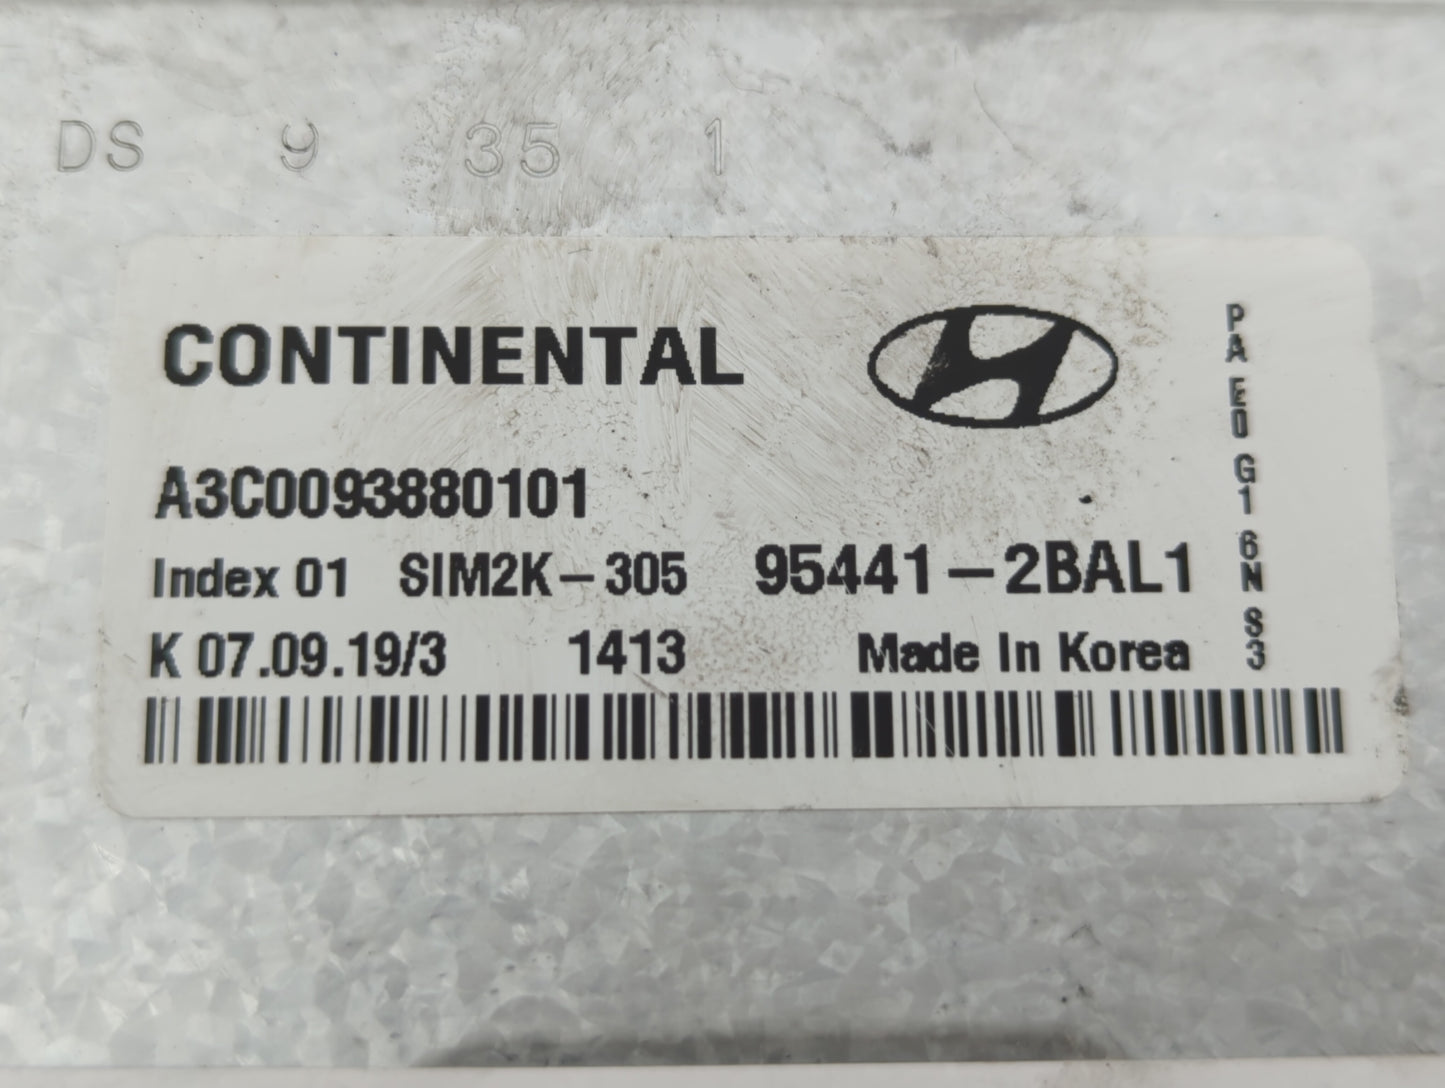 DS 9 35 1
CONTINENTAL
A3C0093880101
Index 01 SIM2K-305 95441-2BAL1
K 07.09.19/3 1413 Made In Korea
PA E0 G1 6N S3